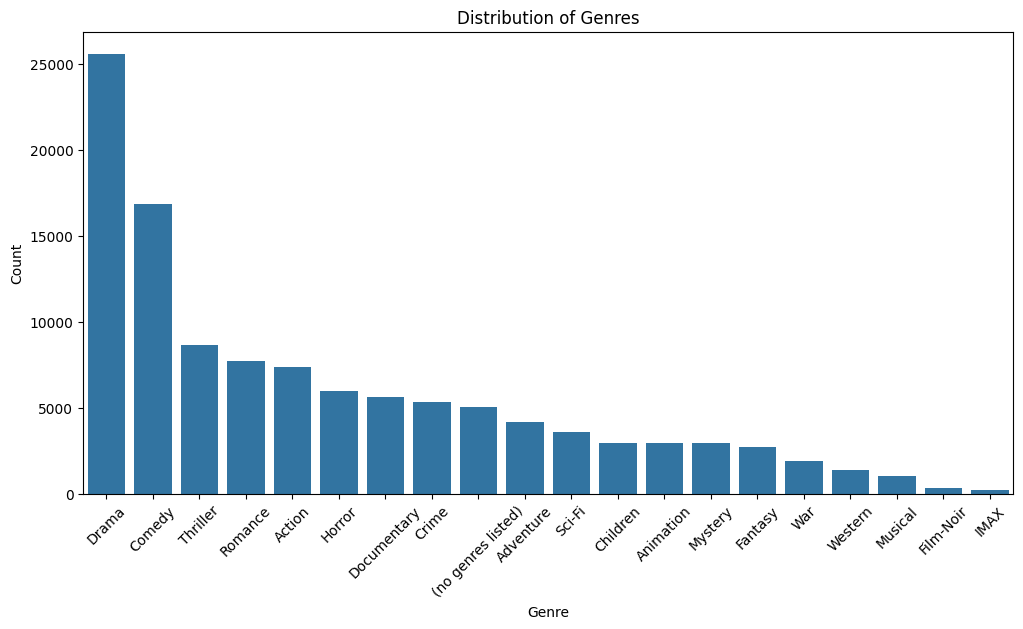 Distribution of Genres
25000
20000
15000
10000
5000
0
Count
Drama
Comedy
Thriller
Romance
Action
Horror
Documentary
Crime
(no genres listed)
Adventure
Sci-Fi
Children
Animation
Mystery
Fantasy
War
Western
Musical
Film-Noir
IMAX
Genre